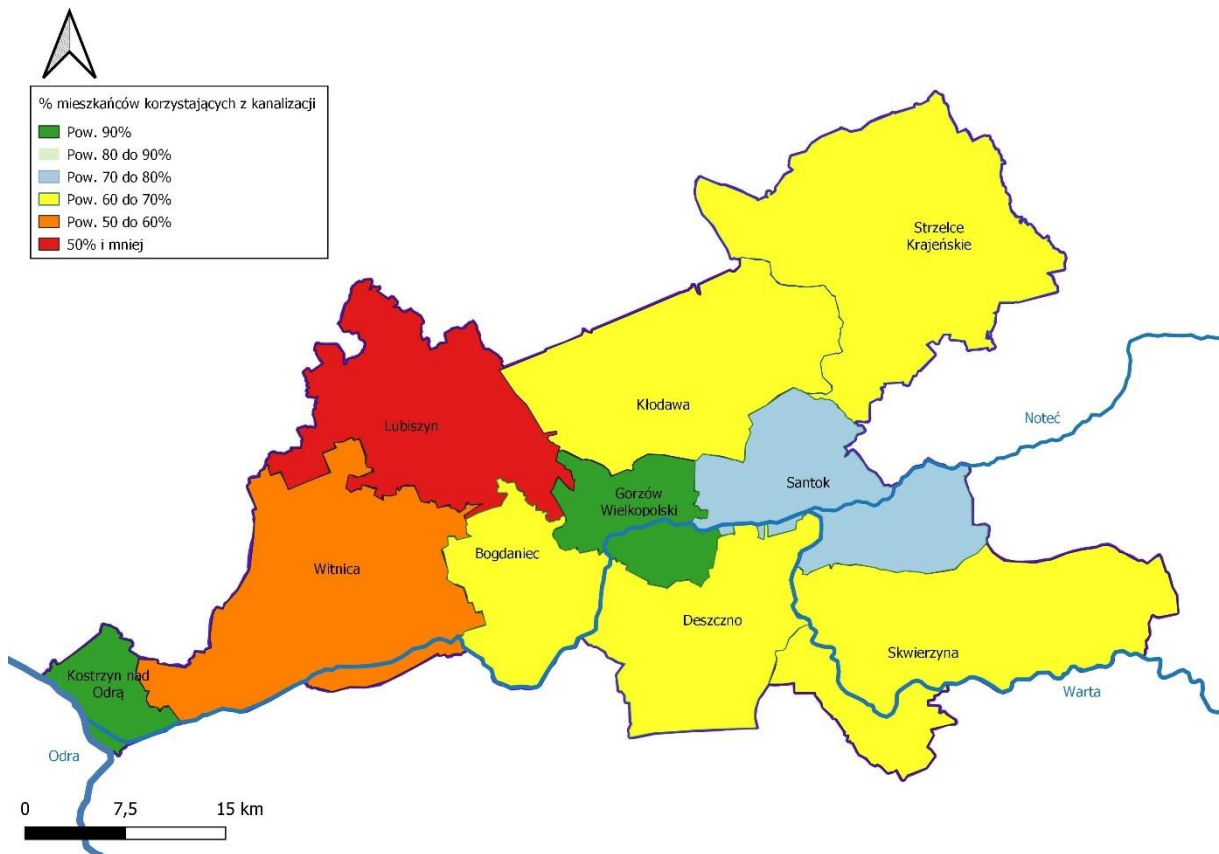 % mieszkańców korzystających z kanalizacji
Pow. 90%
Pow. 80 do 90%
Pow. 70 do 80%
Pow. 60 do 70%
Pow. 50 do 60%
50% i mniej
Strzelce
Krajeńskie
Kłodawa
Noteć
Lubiszyn
Santok
Gorzów
Wielkopolski
Bogdaniec
Witnica
Deszczno
Skwierzyna
Kostrzyn nad
Odrą
Warta
Odra
0 7,5 15 km